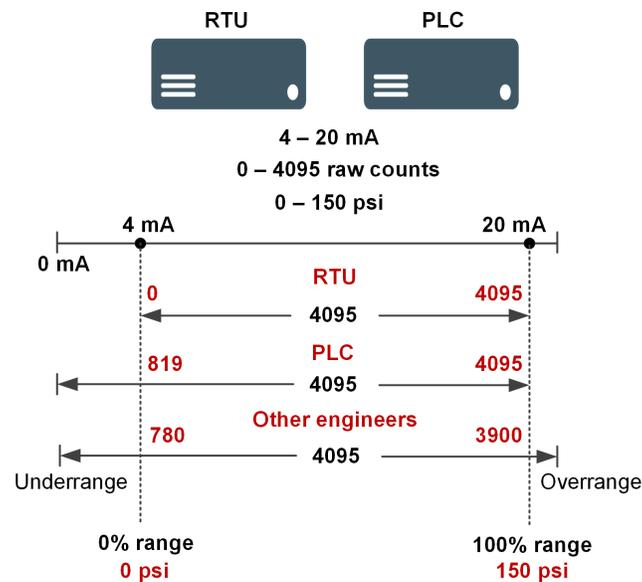 RTU PLC
4 – 20 mA
0 – 4095 raw counts
0 – 150 psi
4 mA 20 mA
0 mA
RTU
0 4095
4095
PLC
819 4095
4095
Other engineers
780 3900
4095
Underrange Overrange
0% range 100% range
0 psi 150 psi